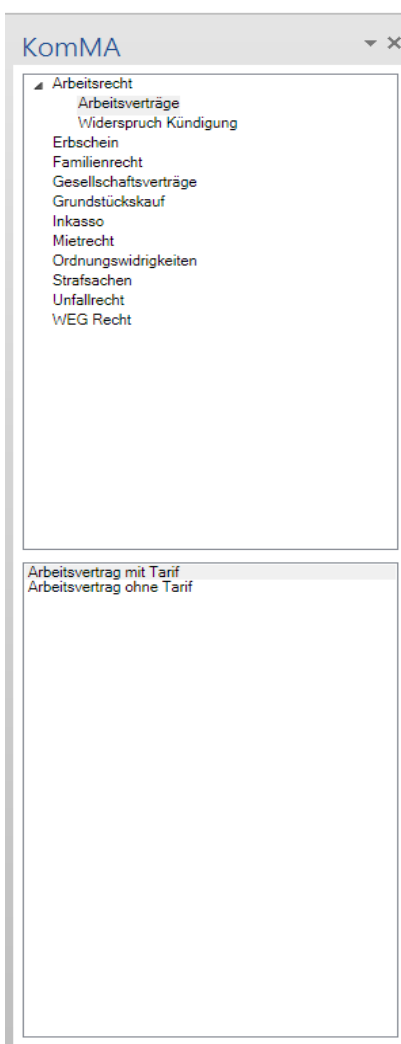 KomMA
Arbeitsrecht
Arbeitsverträge
Widerspruch Kündigung
Erbschein
Familienrecht
Gesellschaftsverträge
Grundstückskauf
Inkasso
Mietrecht
Ordnungswidrigkeiten
Strafsachen
Unfallrecht
WEG Recht
Arbeitsvertrag mit Tarif
Arbeitsvertrag ohne Tarif